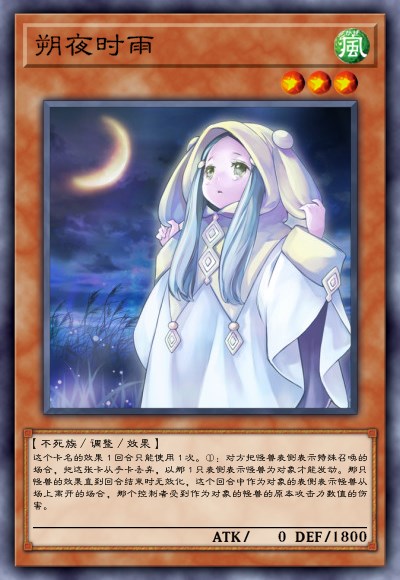 朔夜时雨
風
【 不死族 / 调整 / 效果 】
这个卡名的效果1回合只能使用1次。①：对方把怪兽表侧表示特殊召唤的
场合，把这张卡从手卡丢弃，以那1只表侧表示怪兽为对象才能发动。那只
怪兽的效果直到回合结束时无效化，这个回合中作为对象的表侧表示怪兽从
场上离开的场合，那个控制者受到作为对象的怪兽的原本攻击力数值的伤
害。
ATK/ 0 DEF/1800